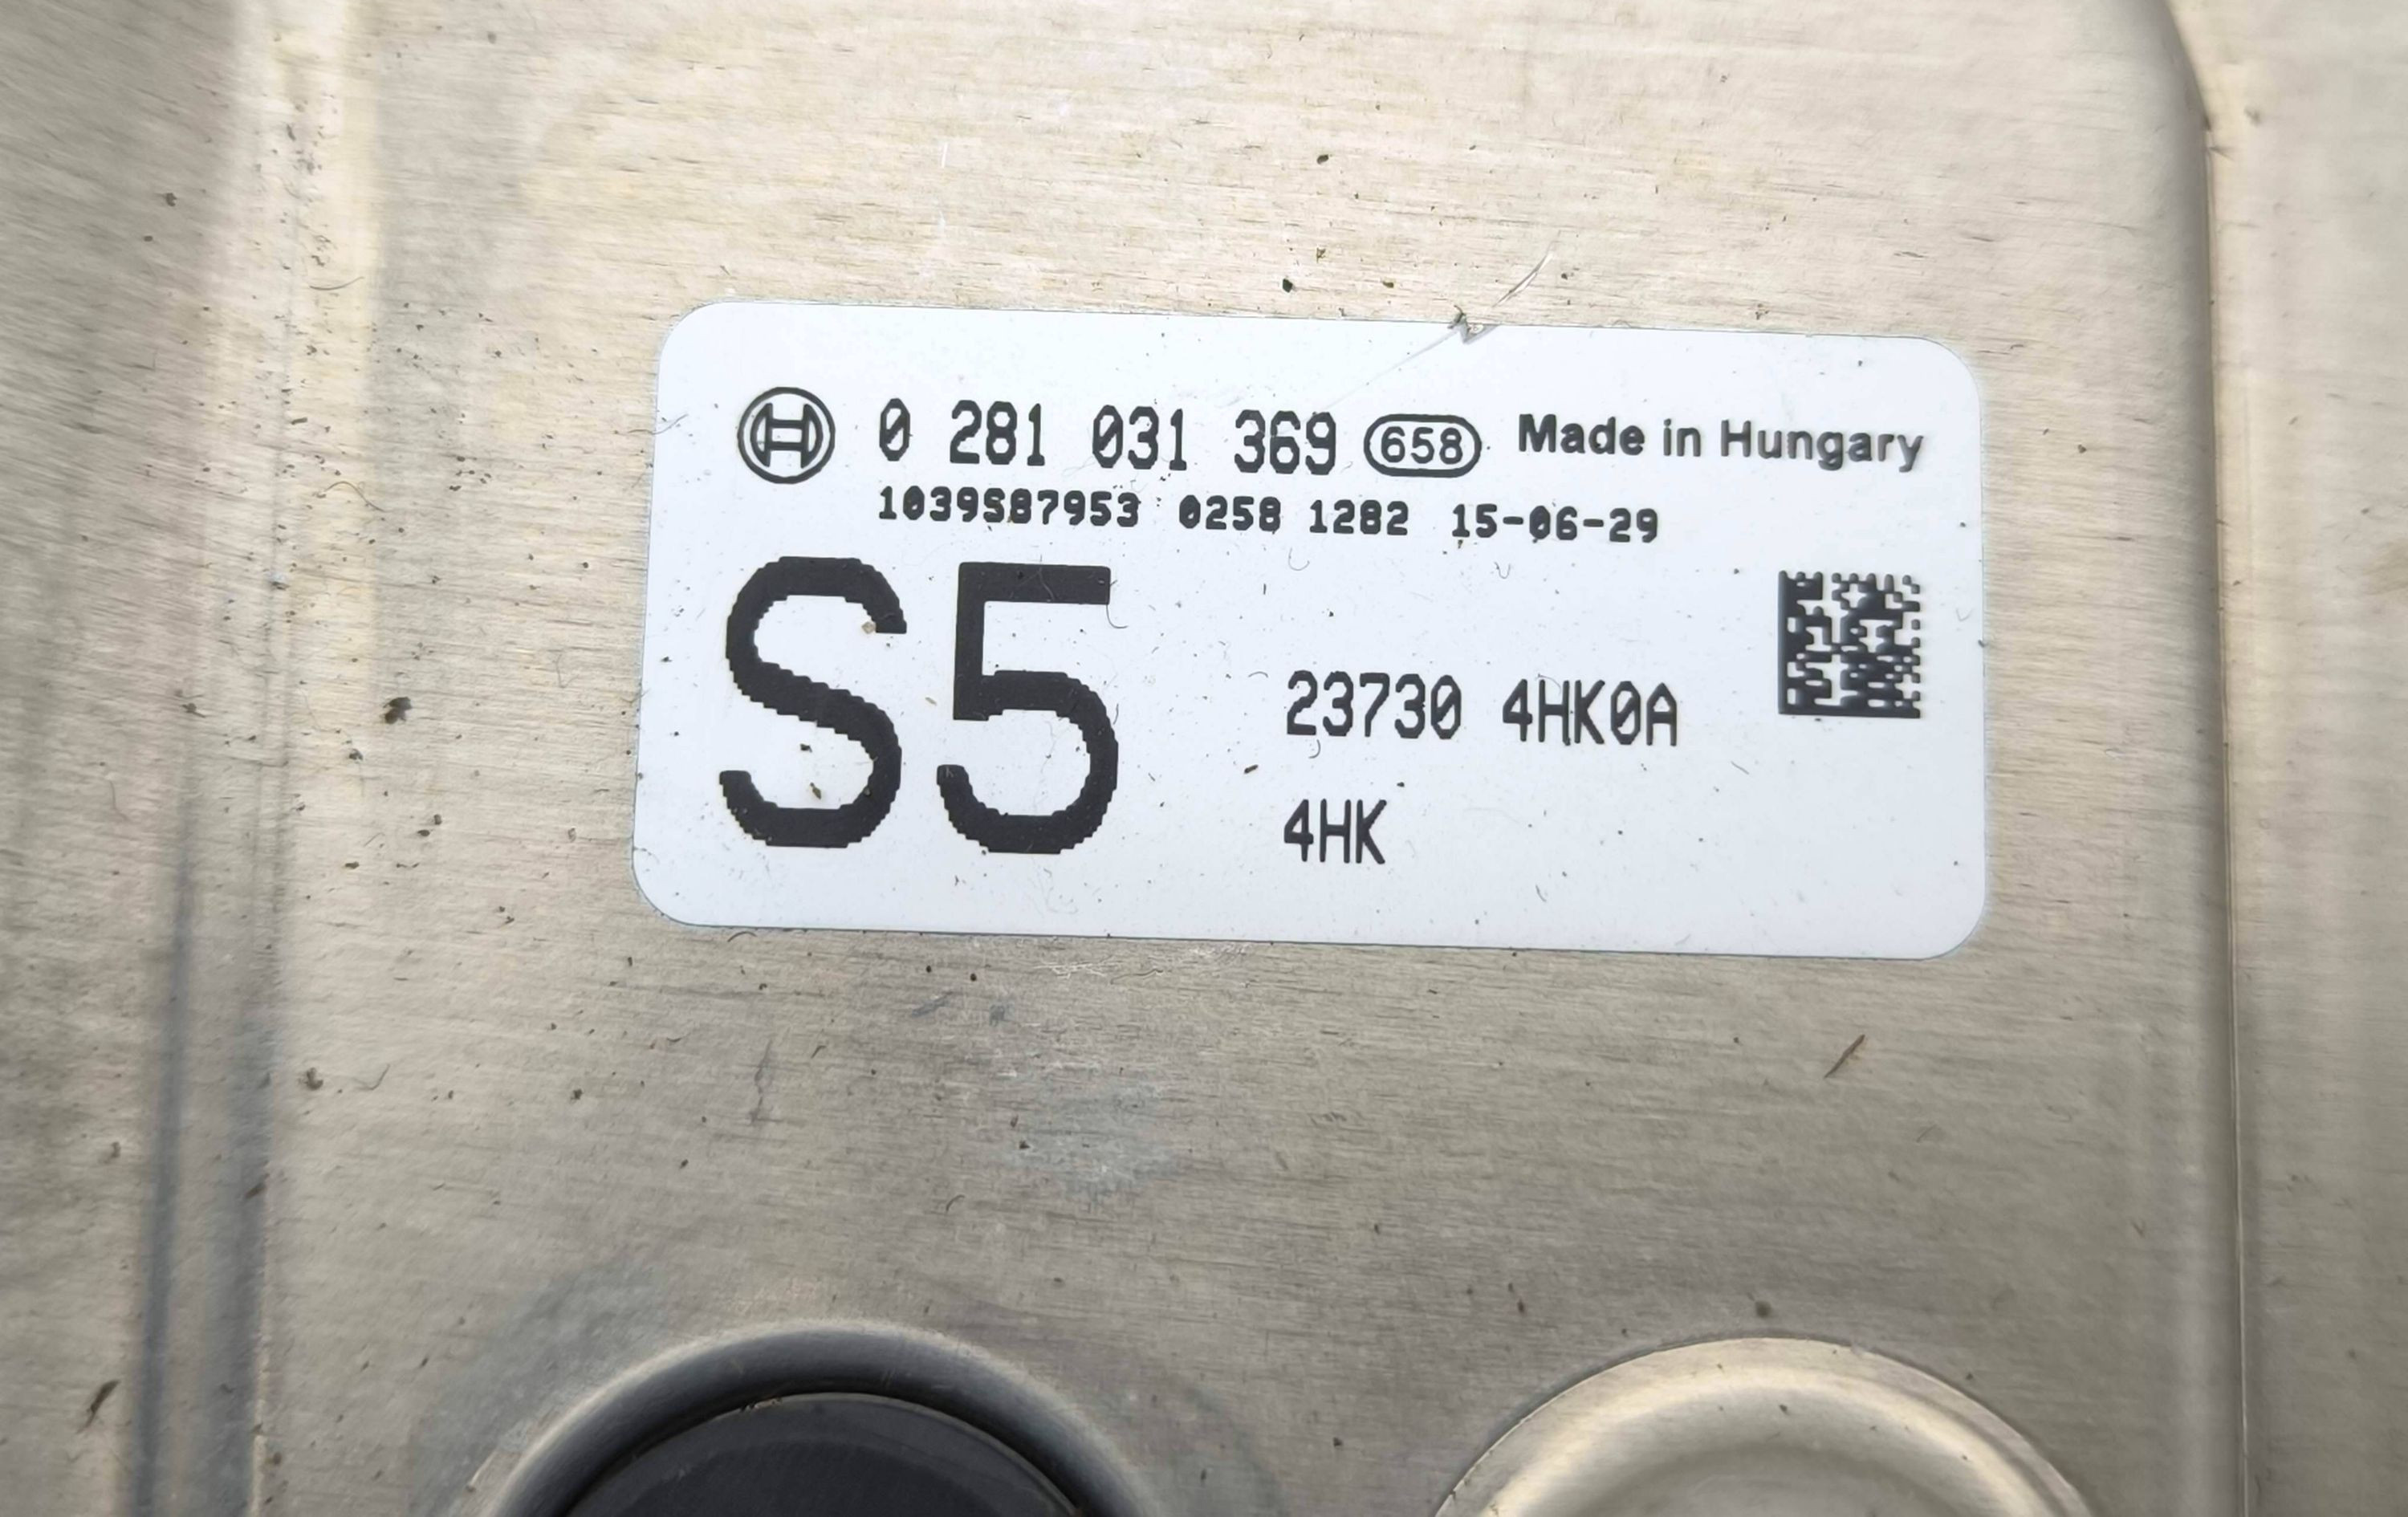 0 281 031 369 658 Made in Hungary
1039S87953 0258 1282 15-06-29
S5
23730 4HK0A
4HK